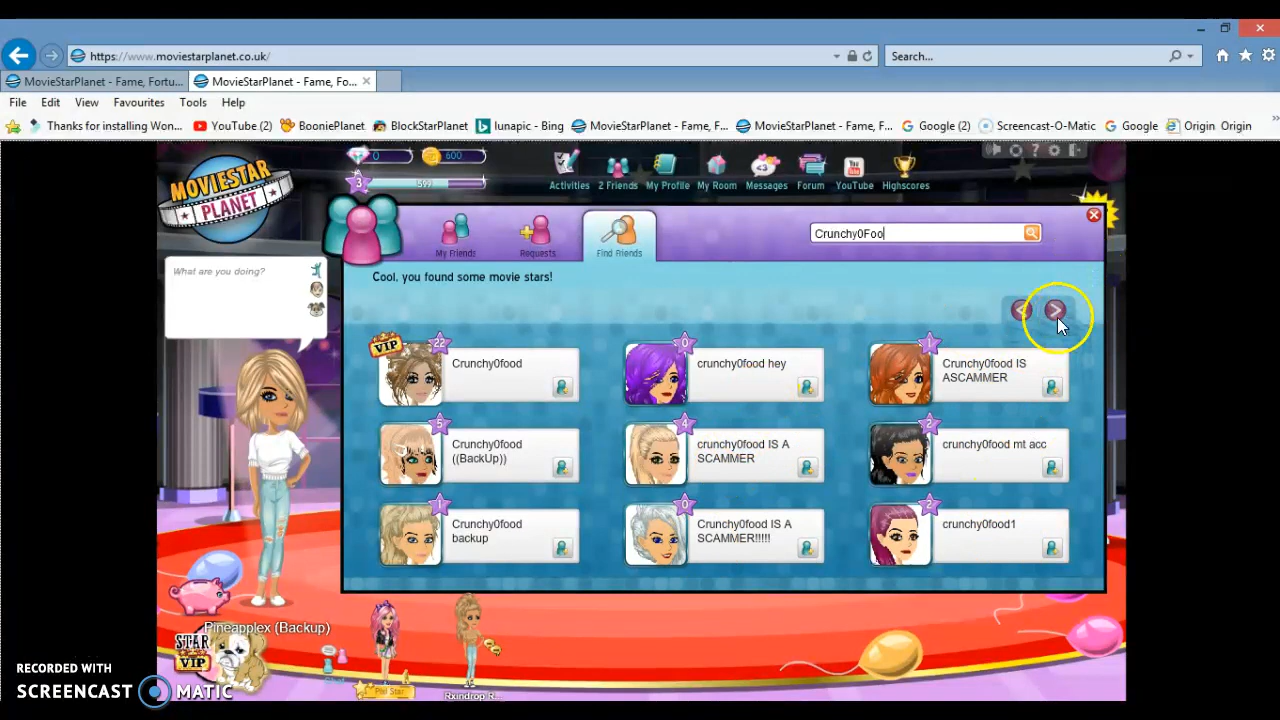 https://www.moviestarplanet.co.uk/
Search...
MovieStarPlanet - Fame, Fortu...
MovieStarPlanet - Fame, Fo...
File Edit View Favourites Tools Help
Thanks for installing Won...
YouTube (2)
BooniePlanet
BlockStarPlanet
lunapic - Bing
MovieStarPlanet - Fame, F...
MovieStarPlanet - Fame, F...
Google (2)
Screencast-O-Matic
Google
Origin Origin
MOVIESTAR
PLANET
0
600
3
Activities
2 Friends
My Profile
My Room
Messages
Forum
YouTube
Highscores
My Friends
Requests
Find Friends
Crunchy0Foo
What are you doing?
Cool, you found some movie stars!
VIP
22
Crunchy0food
0
crunchy0food hey
1
Crunchy0food IS
ASCAMMER
5
Crunchy0food
((BackUp))
4
crunchy0food IS A
SCAMMER
2
crunchy0food mt acc
1
Crunchy0food
backup
0
Crunchy0food IS A
SCAMMER!!!!!
2
crunchy0food1
Pineapplex (Backup)
STAR
VIP
Rxindrop R...
RECORDED WITH
SCREENCAST MATIC